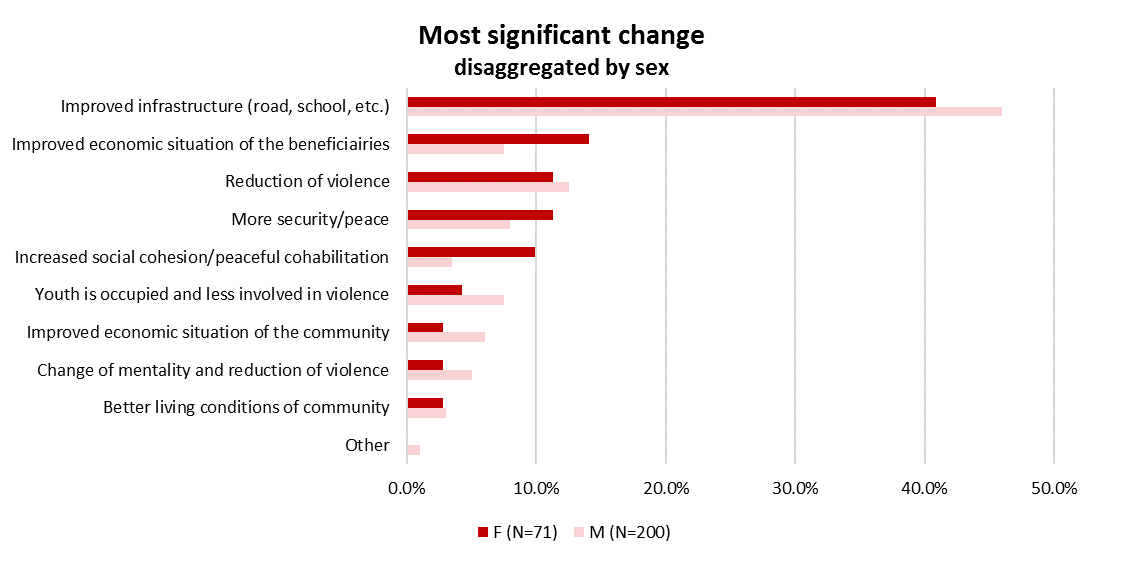 Most significant change
disaggregated by sex
Improved infrastructure (road, school, etc.)
Improved economic situation of the beneficiairies
Reduction of violence
More security/peace
Increased social cohesion/peaceful cohabilitation
Youth is occupied and less involved in violence
Improved economic situation of the community
Change of mentality and reduction of violence
Better living conditions of community
Other
0.0% 10.0% 20.0% 30.0% 40.0% 50.0%
F (N=71) M (N=200)